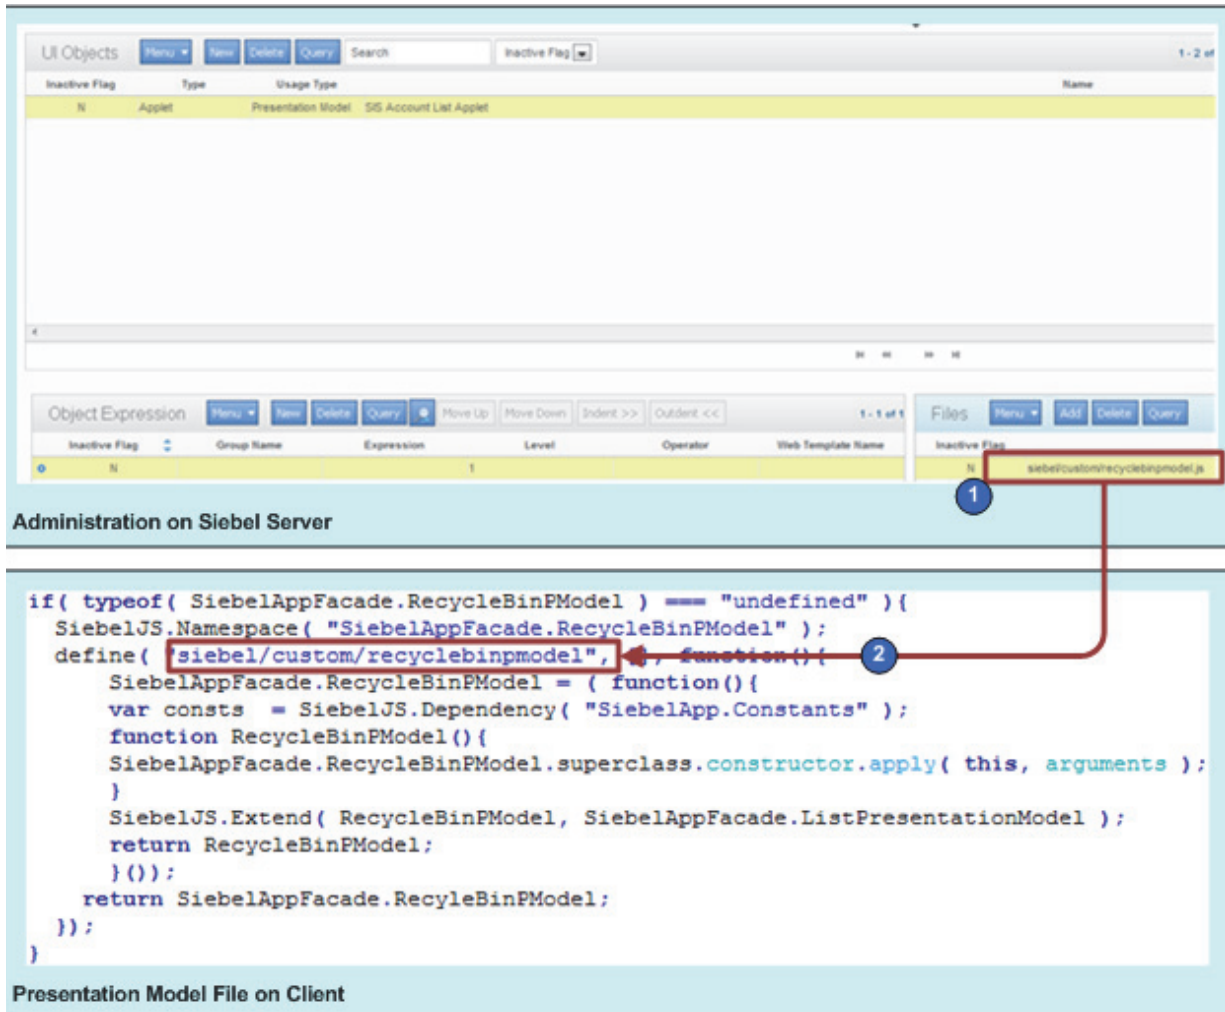 UI Objects Menu New Delete Query Search Inactive Flag 1 - 2 of
Inactive Flag Type Usage Type Name
N Applet Presentation Model SIS Account List Applet
Object Expression Menu New Delete Query Move Up Move Down Indent >> Outdent << 1 - 1 of 1 Files Menu Add Delete Query
Inactive Flag Group Name Expression Level Operator Web Template Name Inactive Flag
N 1 N siebel/custom/recyclebinpmodel.js
1
Administration on Siebel Server
if( typeof( SiebelAppFacade.RecycleBinPModel ) === "undefined" ){
SiebelJS.Namespace( "SiebelAppFacade.RecycleBinPModel" );
define( "siebel/custom/recyclebinpmodel", function(){
2
SiebelAppFacade.RecycleBinPModel = ( function(){
var consts = SiebelJS.Dependency( "SiebelApp.Constants" );
function RecycleBinPModel(){
SiebelAppFacade.RecycleBinPModel.superclass.constructor.apply( this, arguments );
}
SiebelJS.Extend( RecycleBinPModel, SiebelAppFacade.ListPresentationModel );
return RecycleBinPModel;
}());
return SiebelAppFacade.RecyleBinPModel;
});
}
Presentation Model File on Client